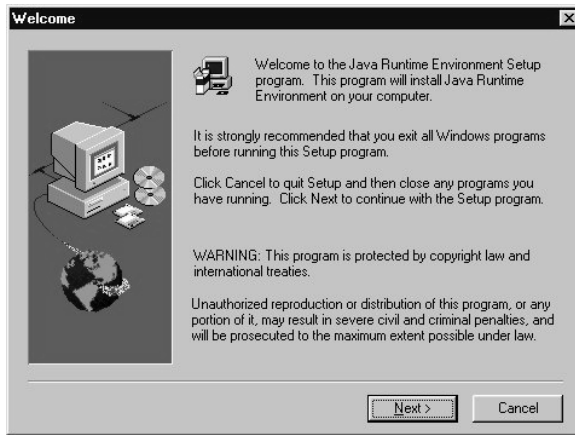 Welcome
Welcome to the Java Runtime Environment Setup
program. This program will install Java Runtime
Environment on your computer.
It is strongly recommended that you exit all Windows programs
before running this Setup program.
Click Cancel to quit Setup and then close any programs you
have running. Click Next to continue with the Setup program.
WARNING: This program is protected by copyright law and
international treaties.
Unauthorized reproduction or distribution of this program, or any
portion of it, may result in severe civil and criminal penalties, and
will be prosecuted to the maximum extent possible under law.
Next > Cancel